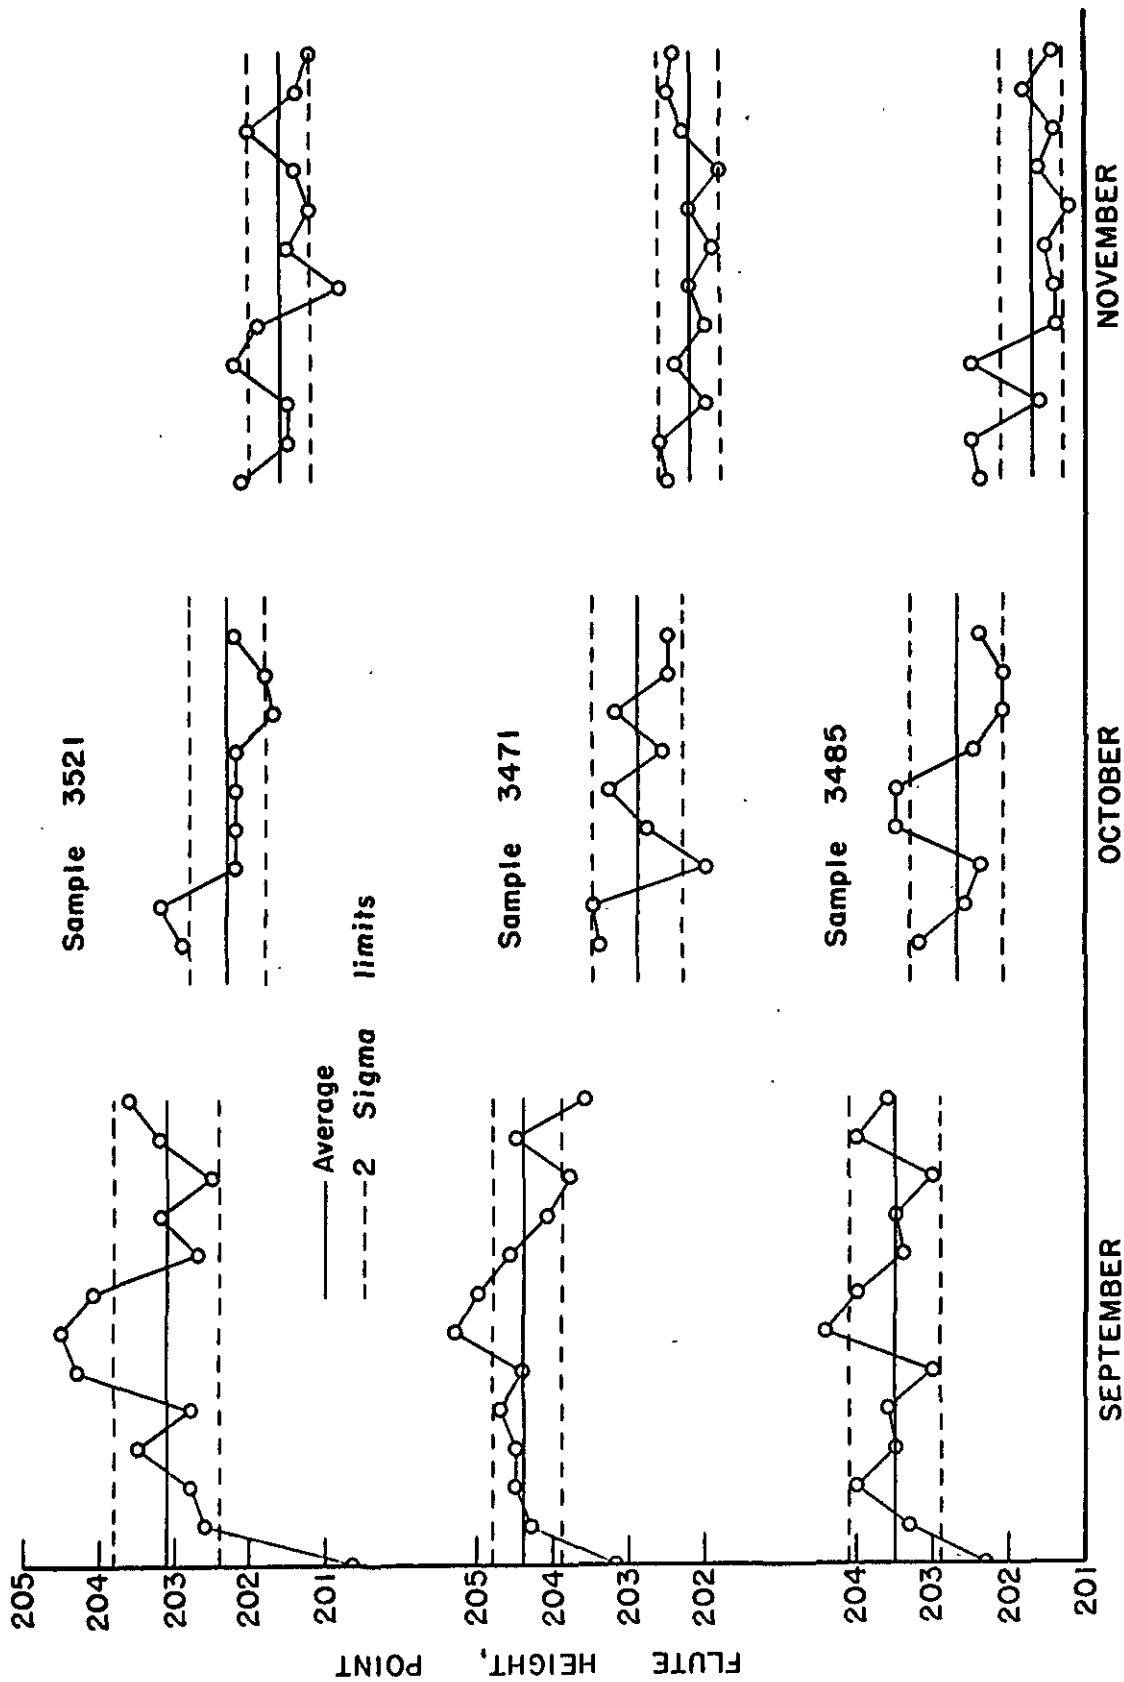 Sample 3521
Average
2 Sigma limits
Sample 3471
Sample 3485
205
204
203
202
201
205
204
203
202
204
203
202
201
FLUTE HEIGHT, POINT
SEPTEMBER
OCTOBER
NOVEMBER